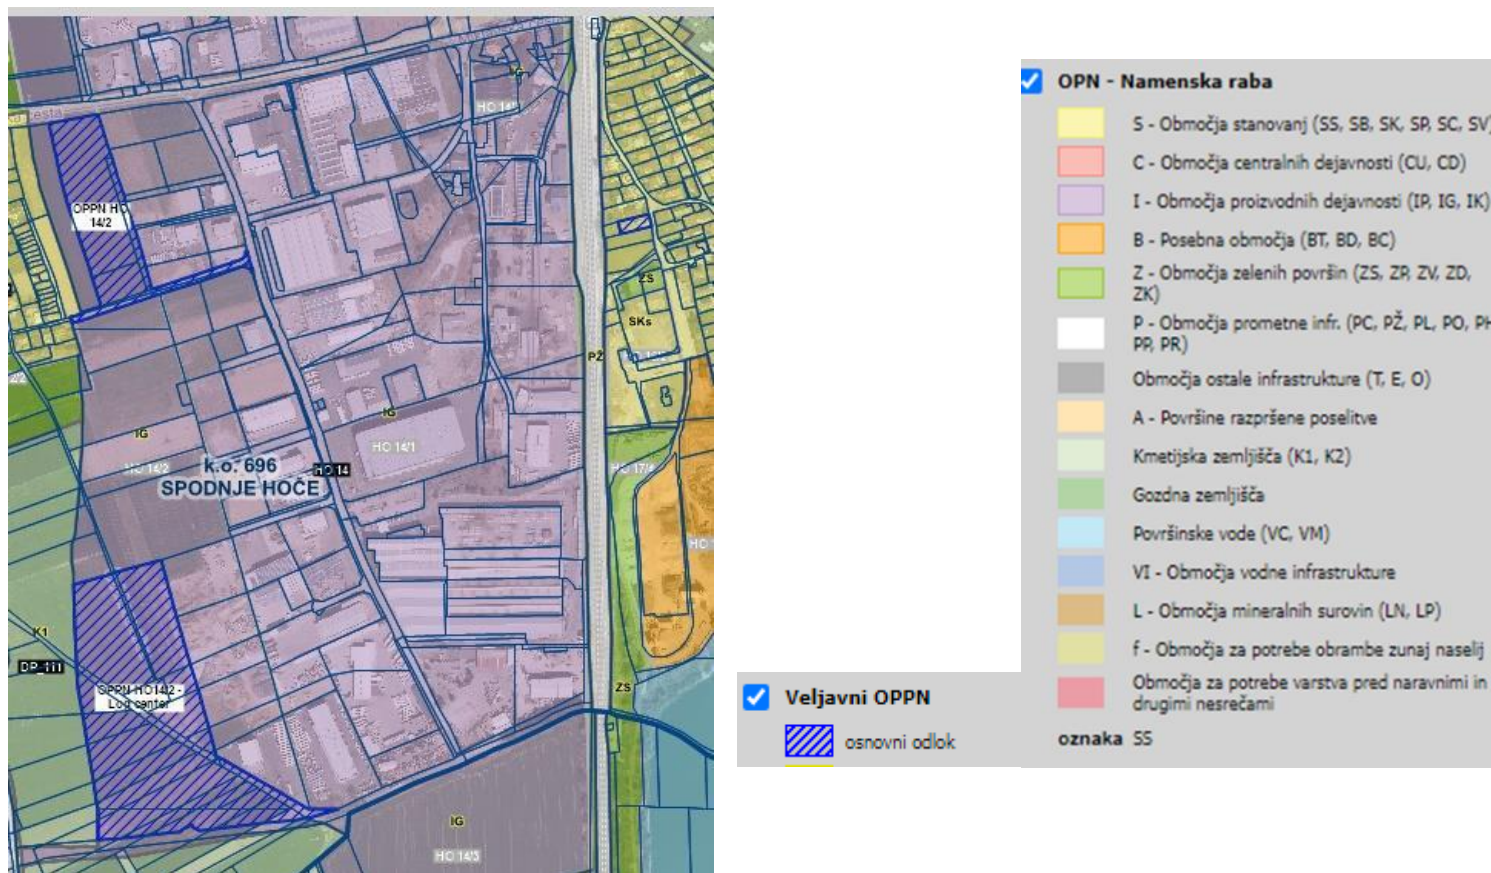 IG
HO 14/1
cesta
OPPN HO
14/2
ZS
SKs
PŽ
IG
IG
HO 14/1
HO 14/2
k.o. 696
HO 14
SPODNJE HOČE
HO 17/4
HO
K1
DP_111
OPPN HO14/2 -
Log center
ZS
IG
HO 14/3
Veljavni OPPN
osnovni odlok
OPN - Namenska raba
S - Območja stanovanj (SS, SB, SK, SP, SC, SV)
C - Območja centralnih dejavnosti (CU, CD)
I - Območja proizvodnih dejavnosti (IP, IG, IK)
B - Posebna območja (BT, BD, BC)
Z - Območja zelenih površin (ZS, ZP, ZV, ZD,
ZK)
P - Območja prometne infr. (PC, PŽ, PL, PO, PH
PP, PR)
Območja ostale infrastrukture (T, E, O)
A - Površine razpršene poselitve
Kmetijska zemljišča (K1, K2)
Gozdna zemljišča
Površinske vode (VC, VM)
VI - Območja vodne infrastrukture
L - Območja mineralnih surovin (LN, LP)
f - Območja za potrebe obrambe zunaj naselij
Območja za potrebe varstva pred naravnimi in
drugimi nesrečami
oznaka SS